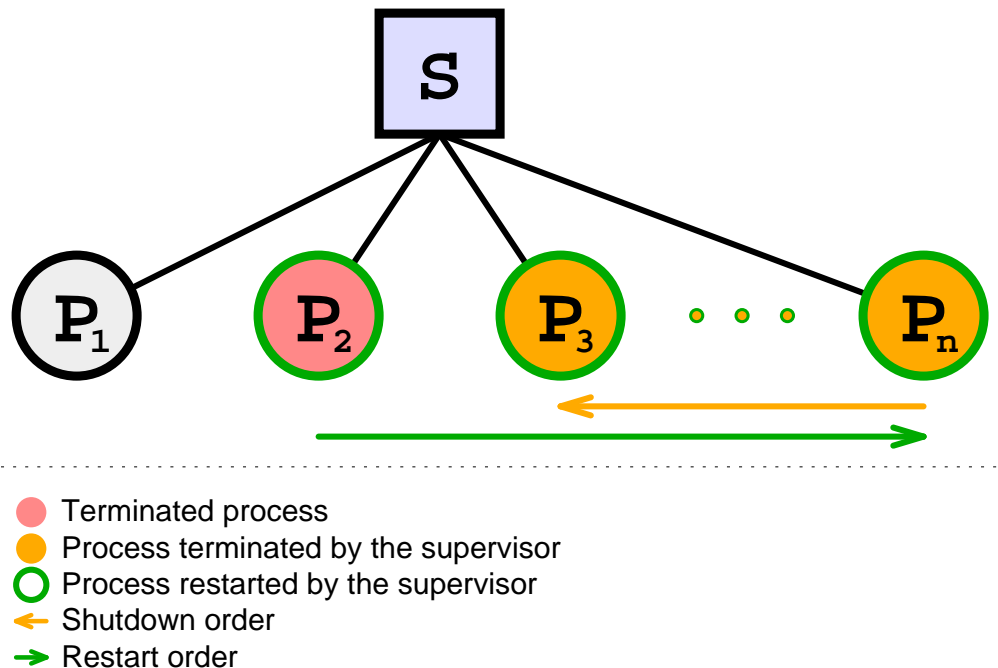 S
P1 P2 P3 Pn
Terminated process
Process terminated by the supervisor
Process restarted by the supervisor
Shutdown order
Restart order